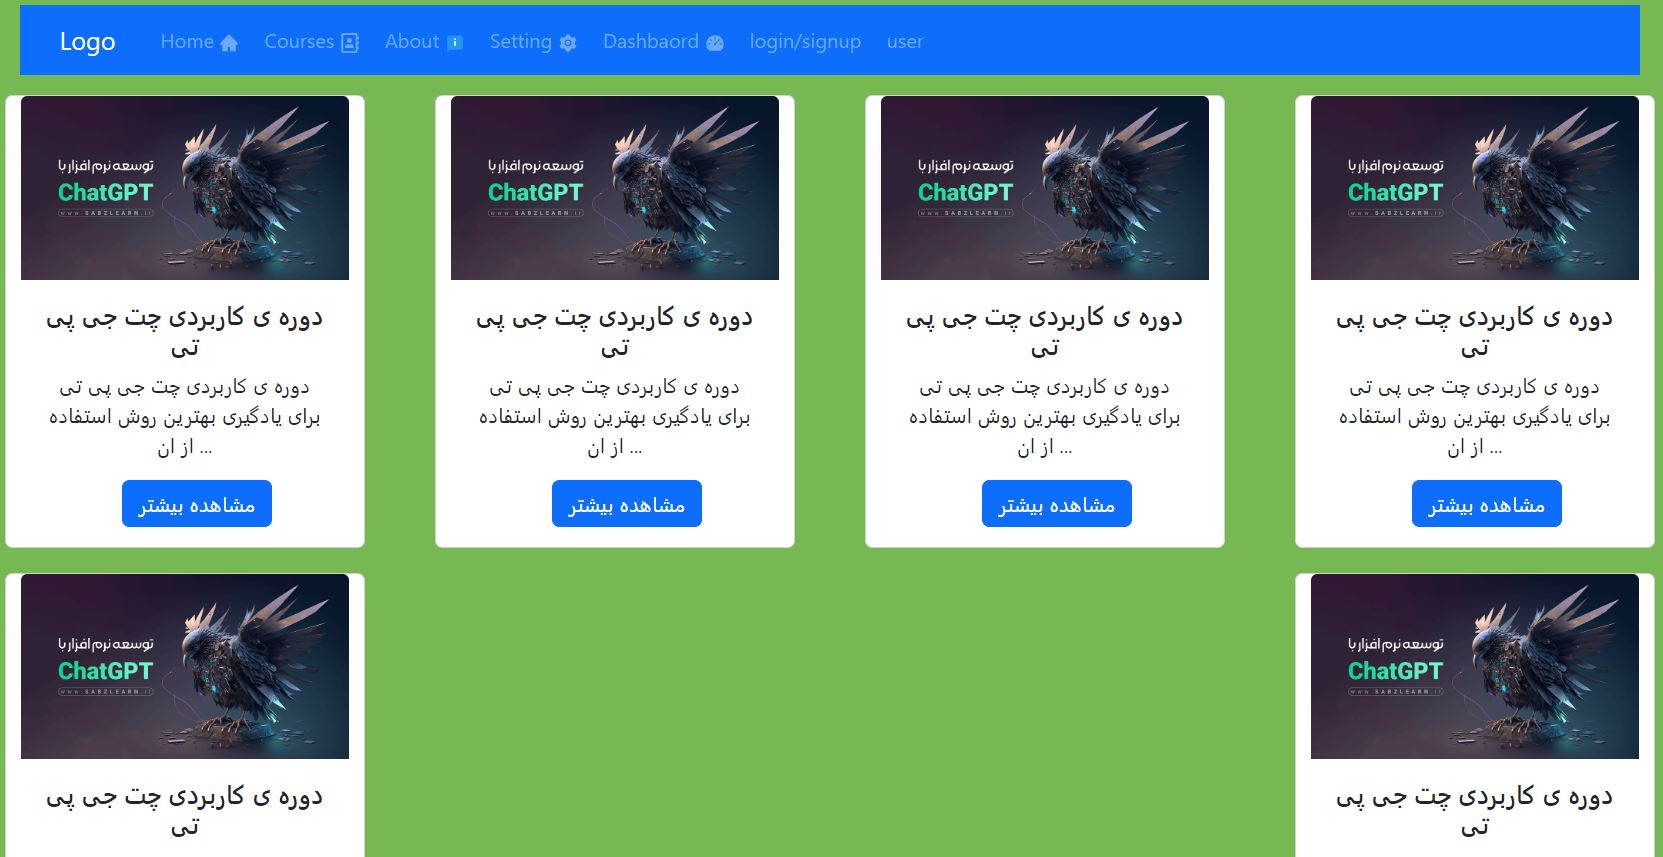 Logo Home Courses About Setting Dashbaord login/signup user
توسعه نرم افزار با
ChatGPT
www.SABZLEARN.ir
دوره ی کاربردی چت جی پی
تی
دوره ی کاربردی چت جی پی تی
برای یادگیری بهترین روش استفاده
از ان ...
مشاهده بیشتر
توسعه نرم افزار با
ChatGPT
www.SABZLEARN.ir
دوره ی کاربردی چت جی پی
تی
دوره ی کاربردی چت جی پی تی
برای یادگیری بهترین روش استفاده
از ان ...
مشاهده بیشتر
توسعه نرم افزار با
ChatGPT
www.SABZLEARN.ir
دوره ی کاربردی چت جی پی
تی
دوره ی کاربردی چت جی پی تی
برای یادگیری بهترین روش استفاده
از ان ...
مشاهده بیشتر
توسعه نرم افزار با
ChatGPT
www.SABZLEARN.ir
دوره ی کاربردی چت جی پی
تی
دوره ی کاربردی چت جی پی تی
برای یادگیری بهترین روش استفاده
از ان ...
مشاهده بیشتر
توسعه نرم افزار با
ChatGPT
www.SABZLEARN.ir
دوره ی کاربردی چت جی پی
تی
توسعه نرم افزار با
ChatGPT
www.SABZLEARN.ir
دوره ی کاربردی چت جی پی
تی